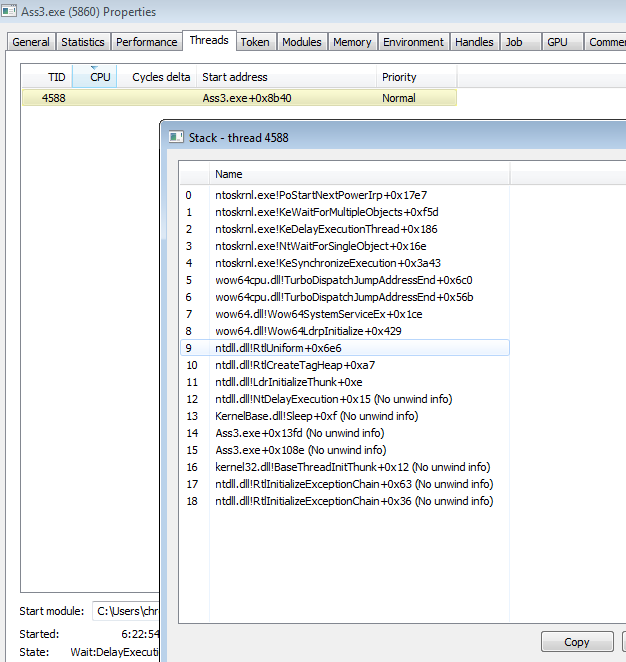 Ass3.exe (5860) Properties
General Statistics Performance Threads Token Modules Memory Environment Handles Job GPU Comme
TID CPU Cycles delta Start address Priority
4588 Ass3.exe+0x8b40 Normal
Stack - thread 4588
Name
0 ntoskrnl.exe!PoStartNextPowerIrp+0x17e7
1 ntoskrnl.exe!KeWaitForMultipleObjects+0xf5d
2 ntoskrnl.exe!KeDelayExecutionThread+0x186
3 ntoskrnl.exe!NtWaitForSingleObject+0x16e
4 ntoskrnl.exe!KeSynchronizeExecution+0x3a43
5 wow64cpu.dll!TurboDispatchJumpAddressEnd+0x6c0
6 wow64cpu.dll!TurboDispatchJumpAddressEnd+0x56b
7 wow64.dll!Wow64SystemServiceEx+0x1ce
8 wow64.dll!Wow64LdrpInitialize+0x429
9 ntdll.dll!RtlUniform+0x6e6
10 ntdll.dll!RtlCreateTagHeap+0xa7
11 ntdll.dll!LdrInitializeThunk+0xe
12 ntdll.dll!NtDelayExecution+0x15 (No unwind info)
13 KernelBase.dll!Sleep+0xf (No unwind info)
14 Ass3.exe+0x13fd (No unwind info)
15 Ass3.exe+0x108e (No unwind info)
16 kernel32.dll!BaseThreadInitThunk+0x12 (No unwind info)
17 ntdll.dll!RtlInitializeExceptionChain+0x63 (No unwind info)
18 ntdll.dll!RtlInitializeExceptionChain+0x36 (No unwind info)
Start module: C:\Users\chr
Started: 6:22:54
State: Wait:DelayExecuti
Copy